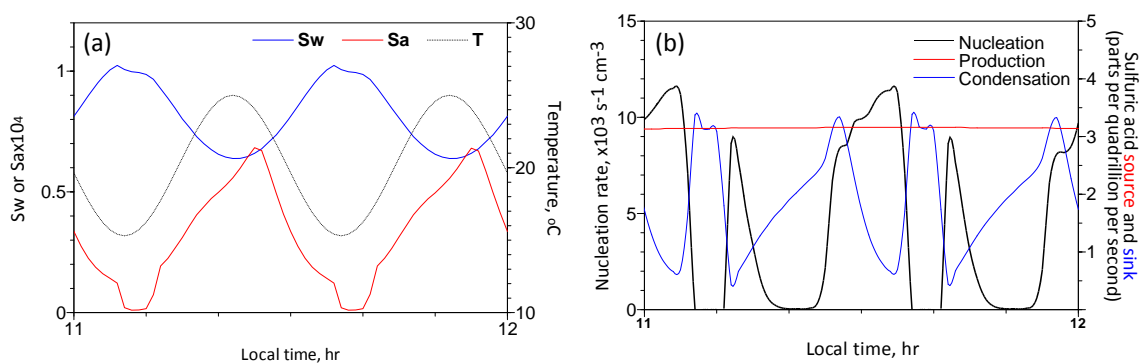 (a)
Sw
Sa
T
1
0.5
0
Sw or Sax104
30
25
20
15
10
Temperature, oC
11
12
Local time, hr
(b)
Nucleation
Production
Condensation
15
10
5
0
Nucleation rate, x103 s-1 cm-3
5
4
3
2
1
0
Sulfuric acid source and sink
(parts per quadrillion per second)
11
12
Local time, hr